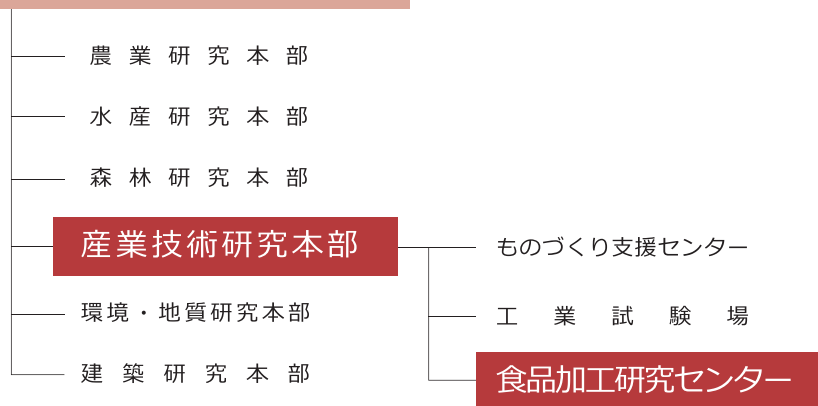 農業研究本部
水産研究本部
森林研究本部
産業技術研究本部
環境・地質研究本部
建築研究本部
ものづくり支援センター
工業試験場
食品加工研究センター